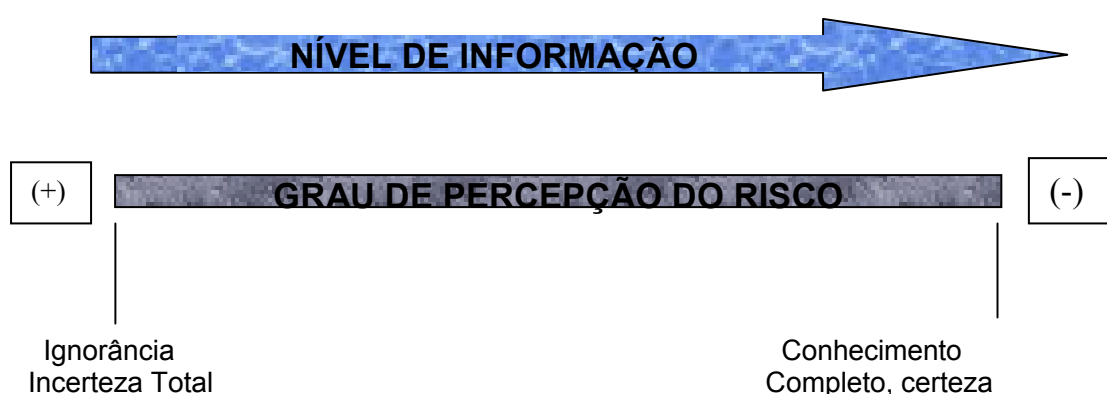 NÍVEL DE INFORMAÇÃO
(+)
GRAU DE PERCEPÇÃO DO RISCO
(-)
Ignorância
Incerteza Total
Conhecimento
Completo, certeza